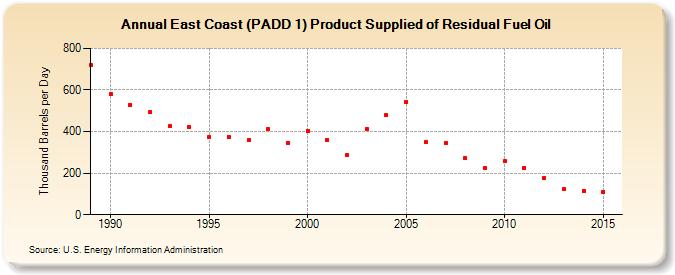 Annual East Coast (PADD 1) Product Supplied of Residual Fuel Oil
Thousand Barrels per Day
800
600
400
200
0
1990 1995 2000 2005 2010 2015
Source: U.S. Energy Information Administration